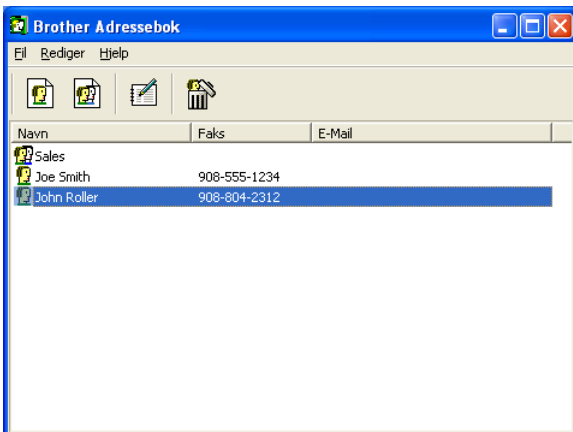 Brother Adressebok
Fil Rediger Hjelp
Navn Faks E-Mail
Sales
Joe Smith 908-555-1234
John Roller 908-804-2312